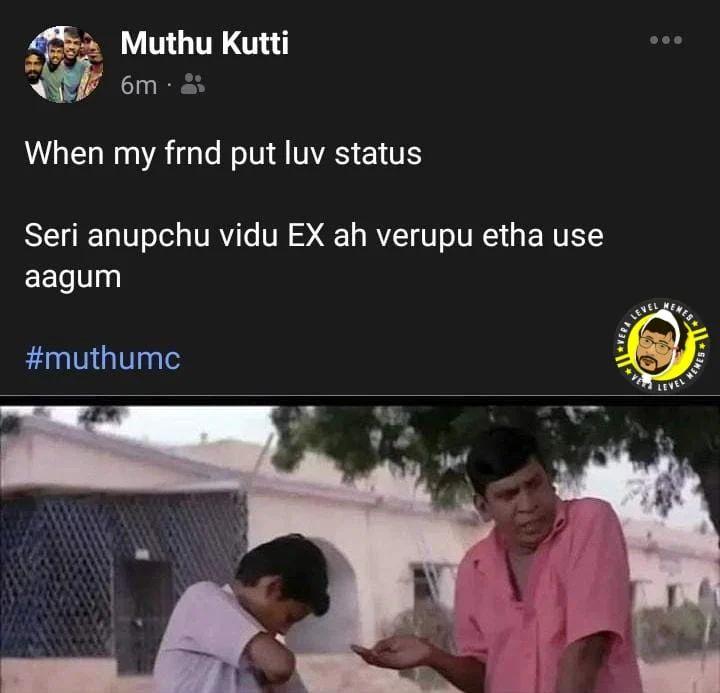 Muthu Kutti
6m ·
When my frnd put luv status
Seri anupchu vidu EX ah verupu etha use
aagum
#muthumc
VERA LEVEL MEMES
VERA LEVEL MEMES